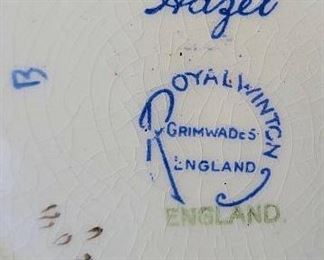 Hazel
B
ROYAL WINTON
GRIMWADES
ENGLAND
ENGLAND.